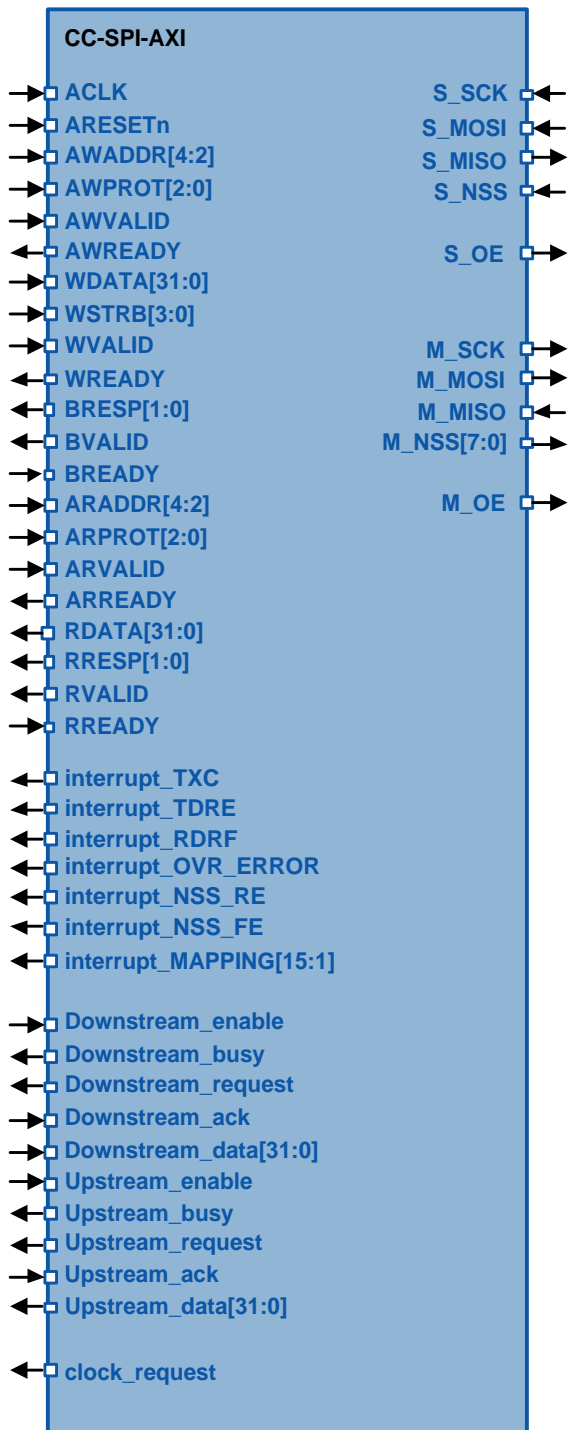 CC-SPI-AXI
ACLK
ARESETn
AWADDR[4:2]
AWPROT[2:0]
AWVALID
AWREADY
WDATA[31:0]
WSTRB[3:0]
WVALID
WREADY
BRESP[1:0]
BVALID
BREADY
ARADDR[4:2]
ARPROT[2:0]
ARVALID
ARREADY
RDATA[31:0]
RRESP[1:0]
RVALID
RREADY
interrupt_TXC
interrupt_TDRE
interrupt_RDRF
interrupt_OVR_ERROR
interrupt_NSS_RE
interrupt_NSS_FE
interrupt_MAPPING[15:1]
Downstream_enable
Downstream_busy
Downstream_request
Downstream_ack
Downstream_data[31:0]
Upstream_enable
Upstream_busy
Upstream_request
Upstream_ack
Upstream_data[31:0]
clock_request
S_SCK
S_MOSI
S_MISO
S_NSS
S_OE
M_SCK
M_MOSI
M_MISO
M_NSS[7:0]
M_OE